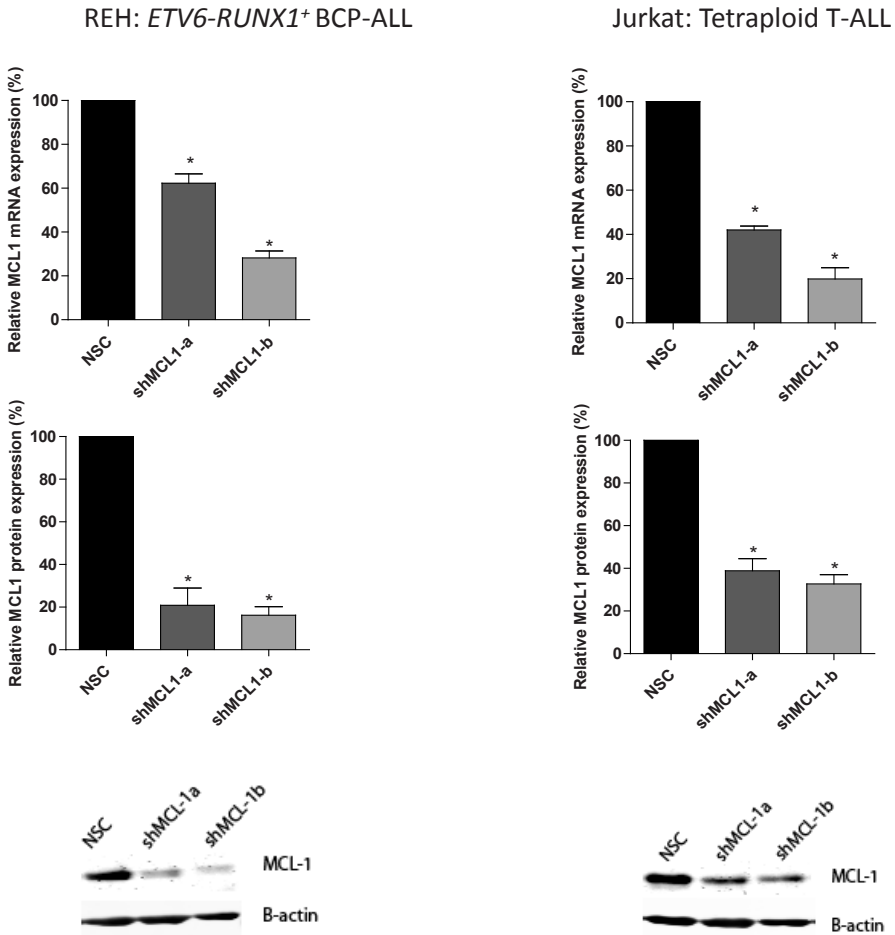 REH: ETV6-RUNX1+ BCP-ALL
Jurkat: Tetraploid T-ALL
Relative MCL1 mRNA expression (%)
100
80
60
40
20
0
*
*
NSC
shMCL1-a
shMCL1-b
Relative MCL1 mRNA expression (%)
100
80
60
40
20
0
*
*
NSC
shMCL1-a
shMCL1-b
Relative MCL1 protein expression (%)
100
80
60
40
20
0
*
*
NSC
shMCL1-a
shMCL1-b
Relative MCL1 protein expression (%)
100
80
60
40
20
0
*
*
NSC
shMCL1-a
shMCL1-b
NSC
shMCL-1a
shMCL-1b
MCL-1
B-actin
NSC
shMCL-1a
shMCL-1b
MCL-1
B-actin